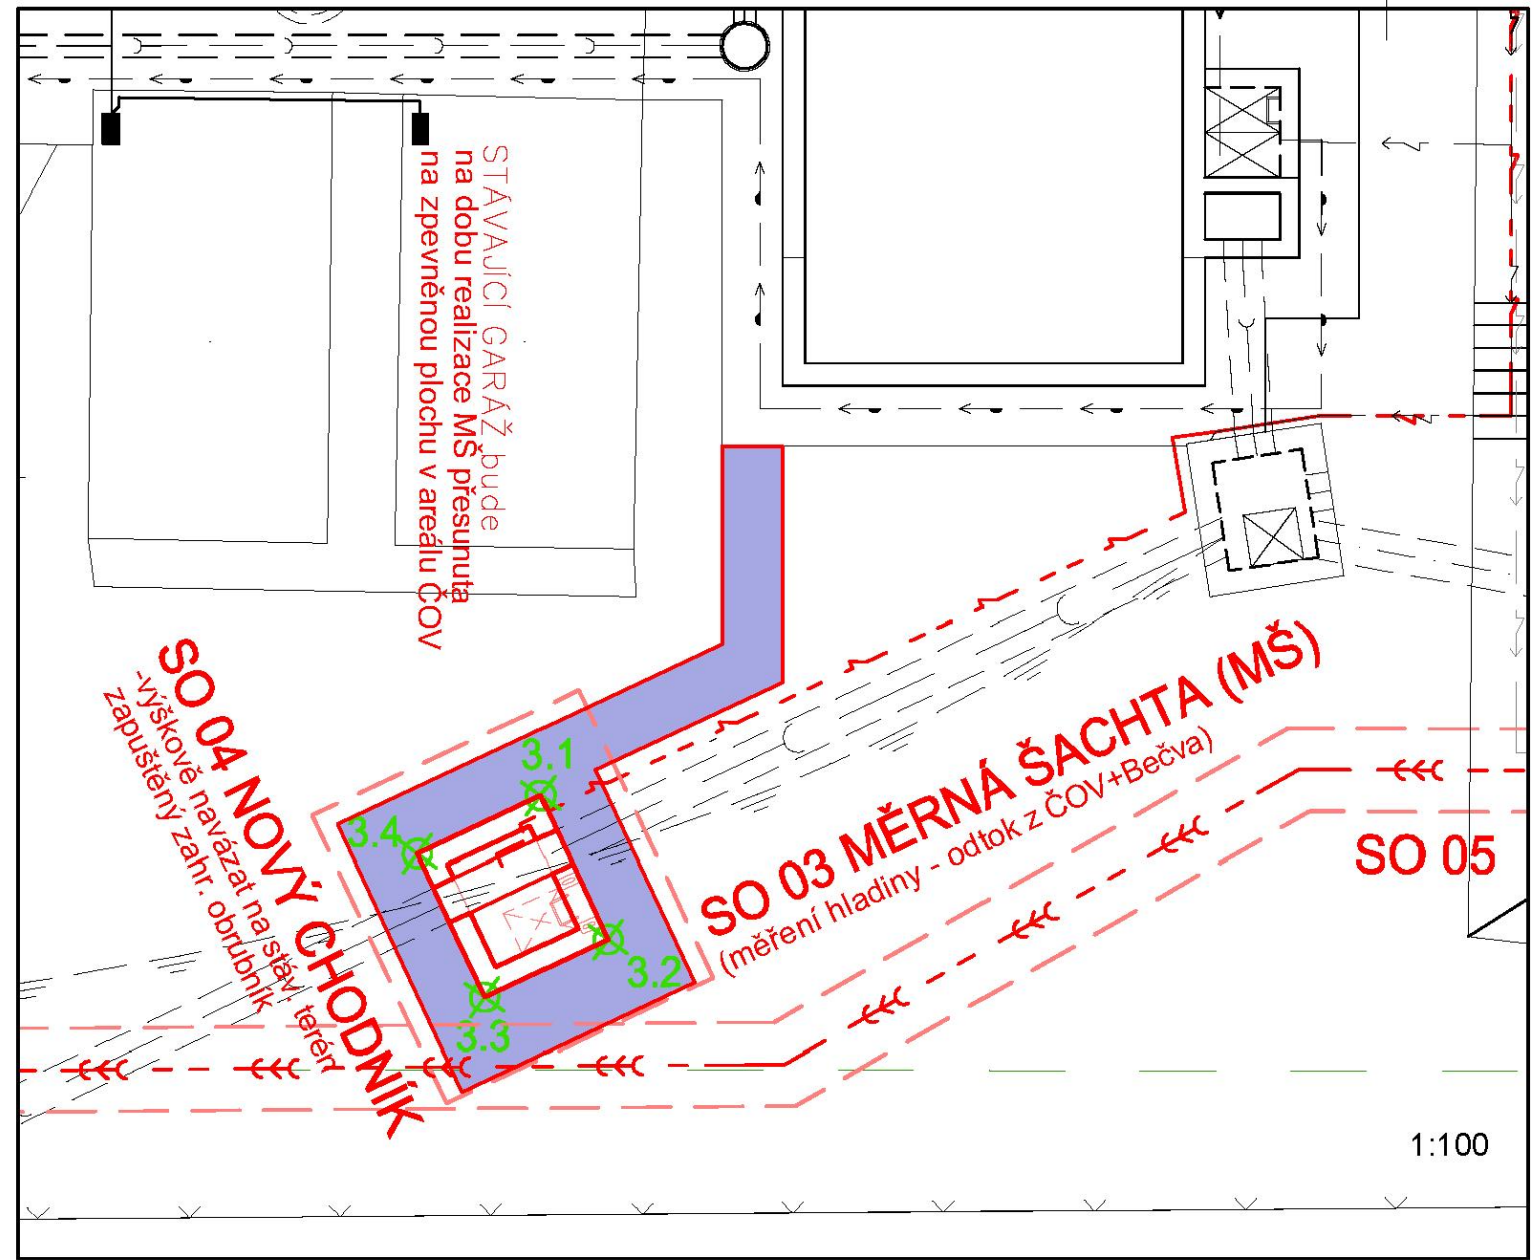 STÁVAJÍCÍ GARÁŽ bude
na dobu realizace MŠ přesunuta
na zpevněnou plochu v areálu ČOV
SO 04 NOVÝ CHODNÍK
-výškově navázat na stáv. terén
zapuštěný zahr. obrubník
3.1
3.4
3.2
3.3
SO 03 MĚRNÁ ŠACHTA (MŠ)
(měření hladiny - odtok z ČOV+Bečva)
SO 05
1:100